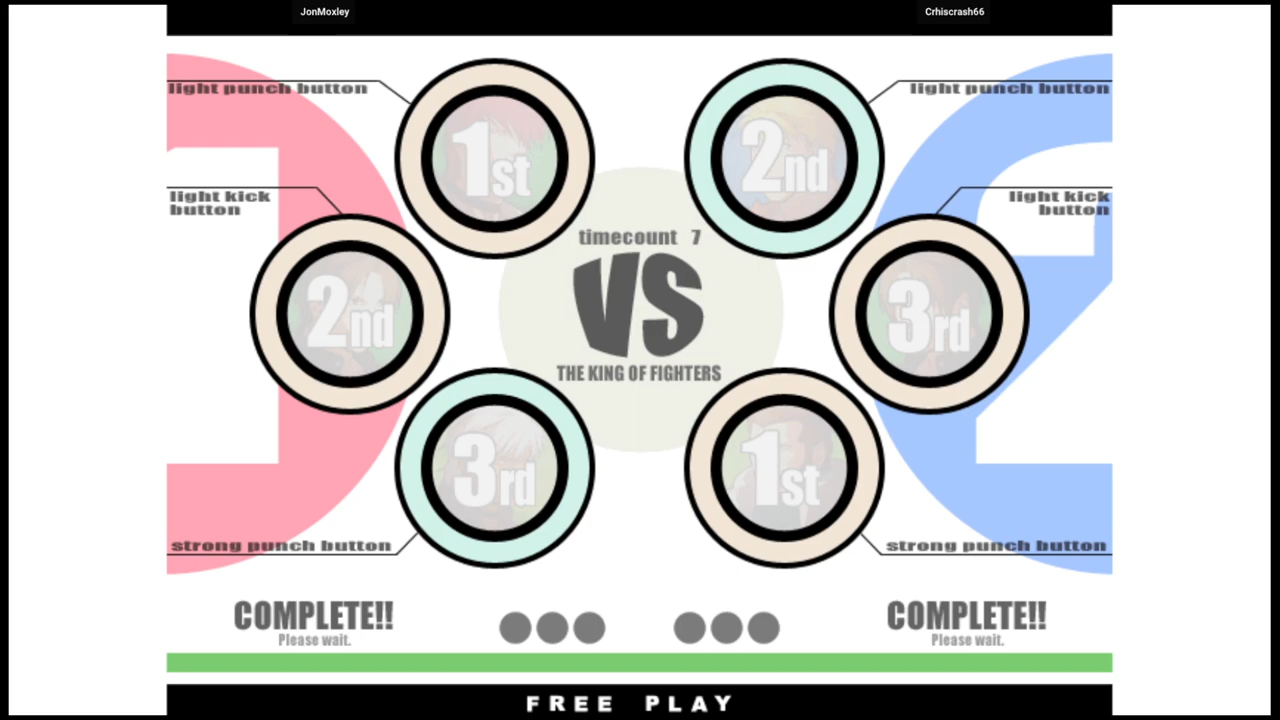 JonMoxley
Crhiscrash66
light punch button
1st
2nd
light punch button
light kick
button
light kick
button
timecount 7
2nd
VS
3rd
THE KING OF FIGHTERS
3rd
1st
strong punch button
strong punch button
COMPLETE!!
Please wait.
COMPLETE!!
Please wait.
FREE PLAY